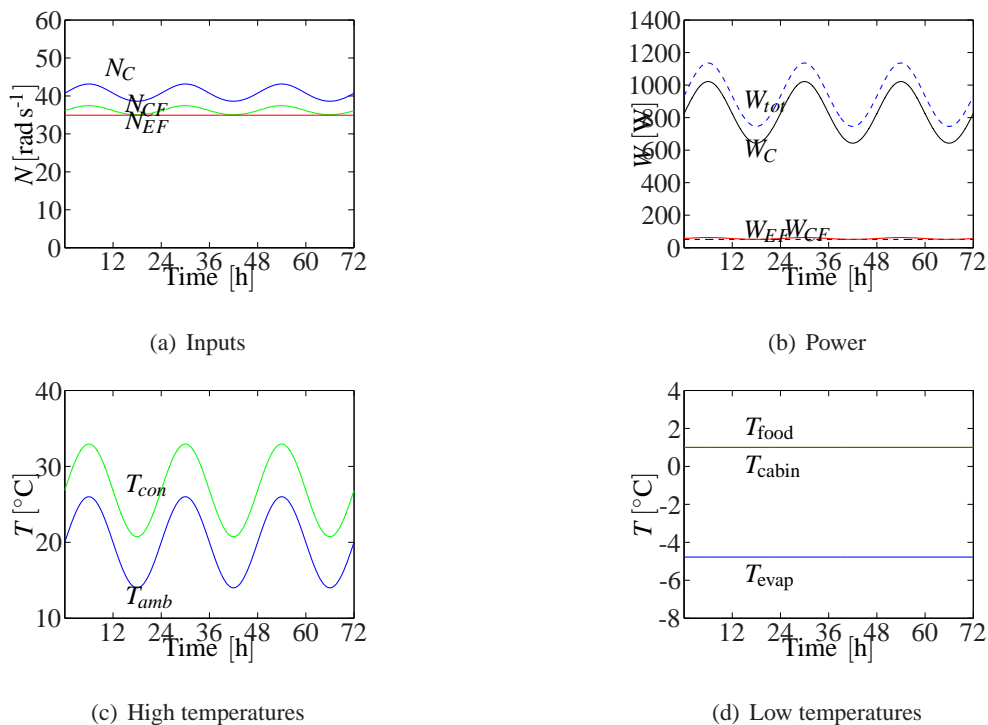 60
50
40
30
20
10
0
N [rad s⁻¹]
N_C
N_CF
N_EF
12 24 36 48 60 72
Time [h]
(a) Inputs
1400
1200
1000
800
600
400
200
0
W [W]
W_tot
W_C
W_EF W_CF
12 24 36 48 60 72
Time [h]
(b) Power
40
30
20
10
T [°C]
T_con
T_amb
12 24 36 48 60 72
Time [h]
(c) High temperatures
4
2
0
-2
-4
-6
-8
T [°C]
T_food
T_cabin
T_evap
12 24 36 48 60 72
Time [h]
(d) Low temperatures